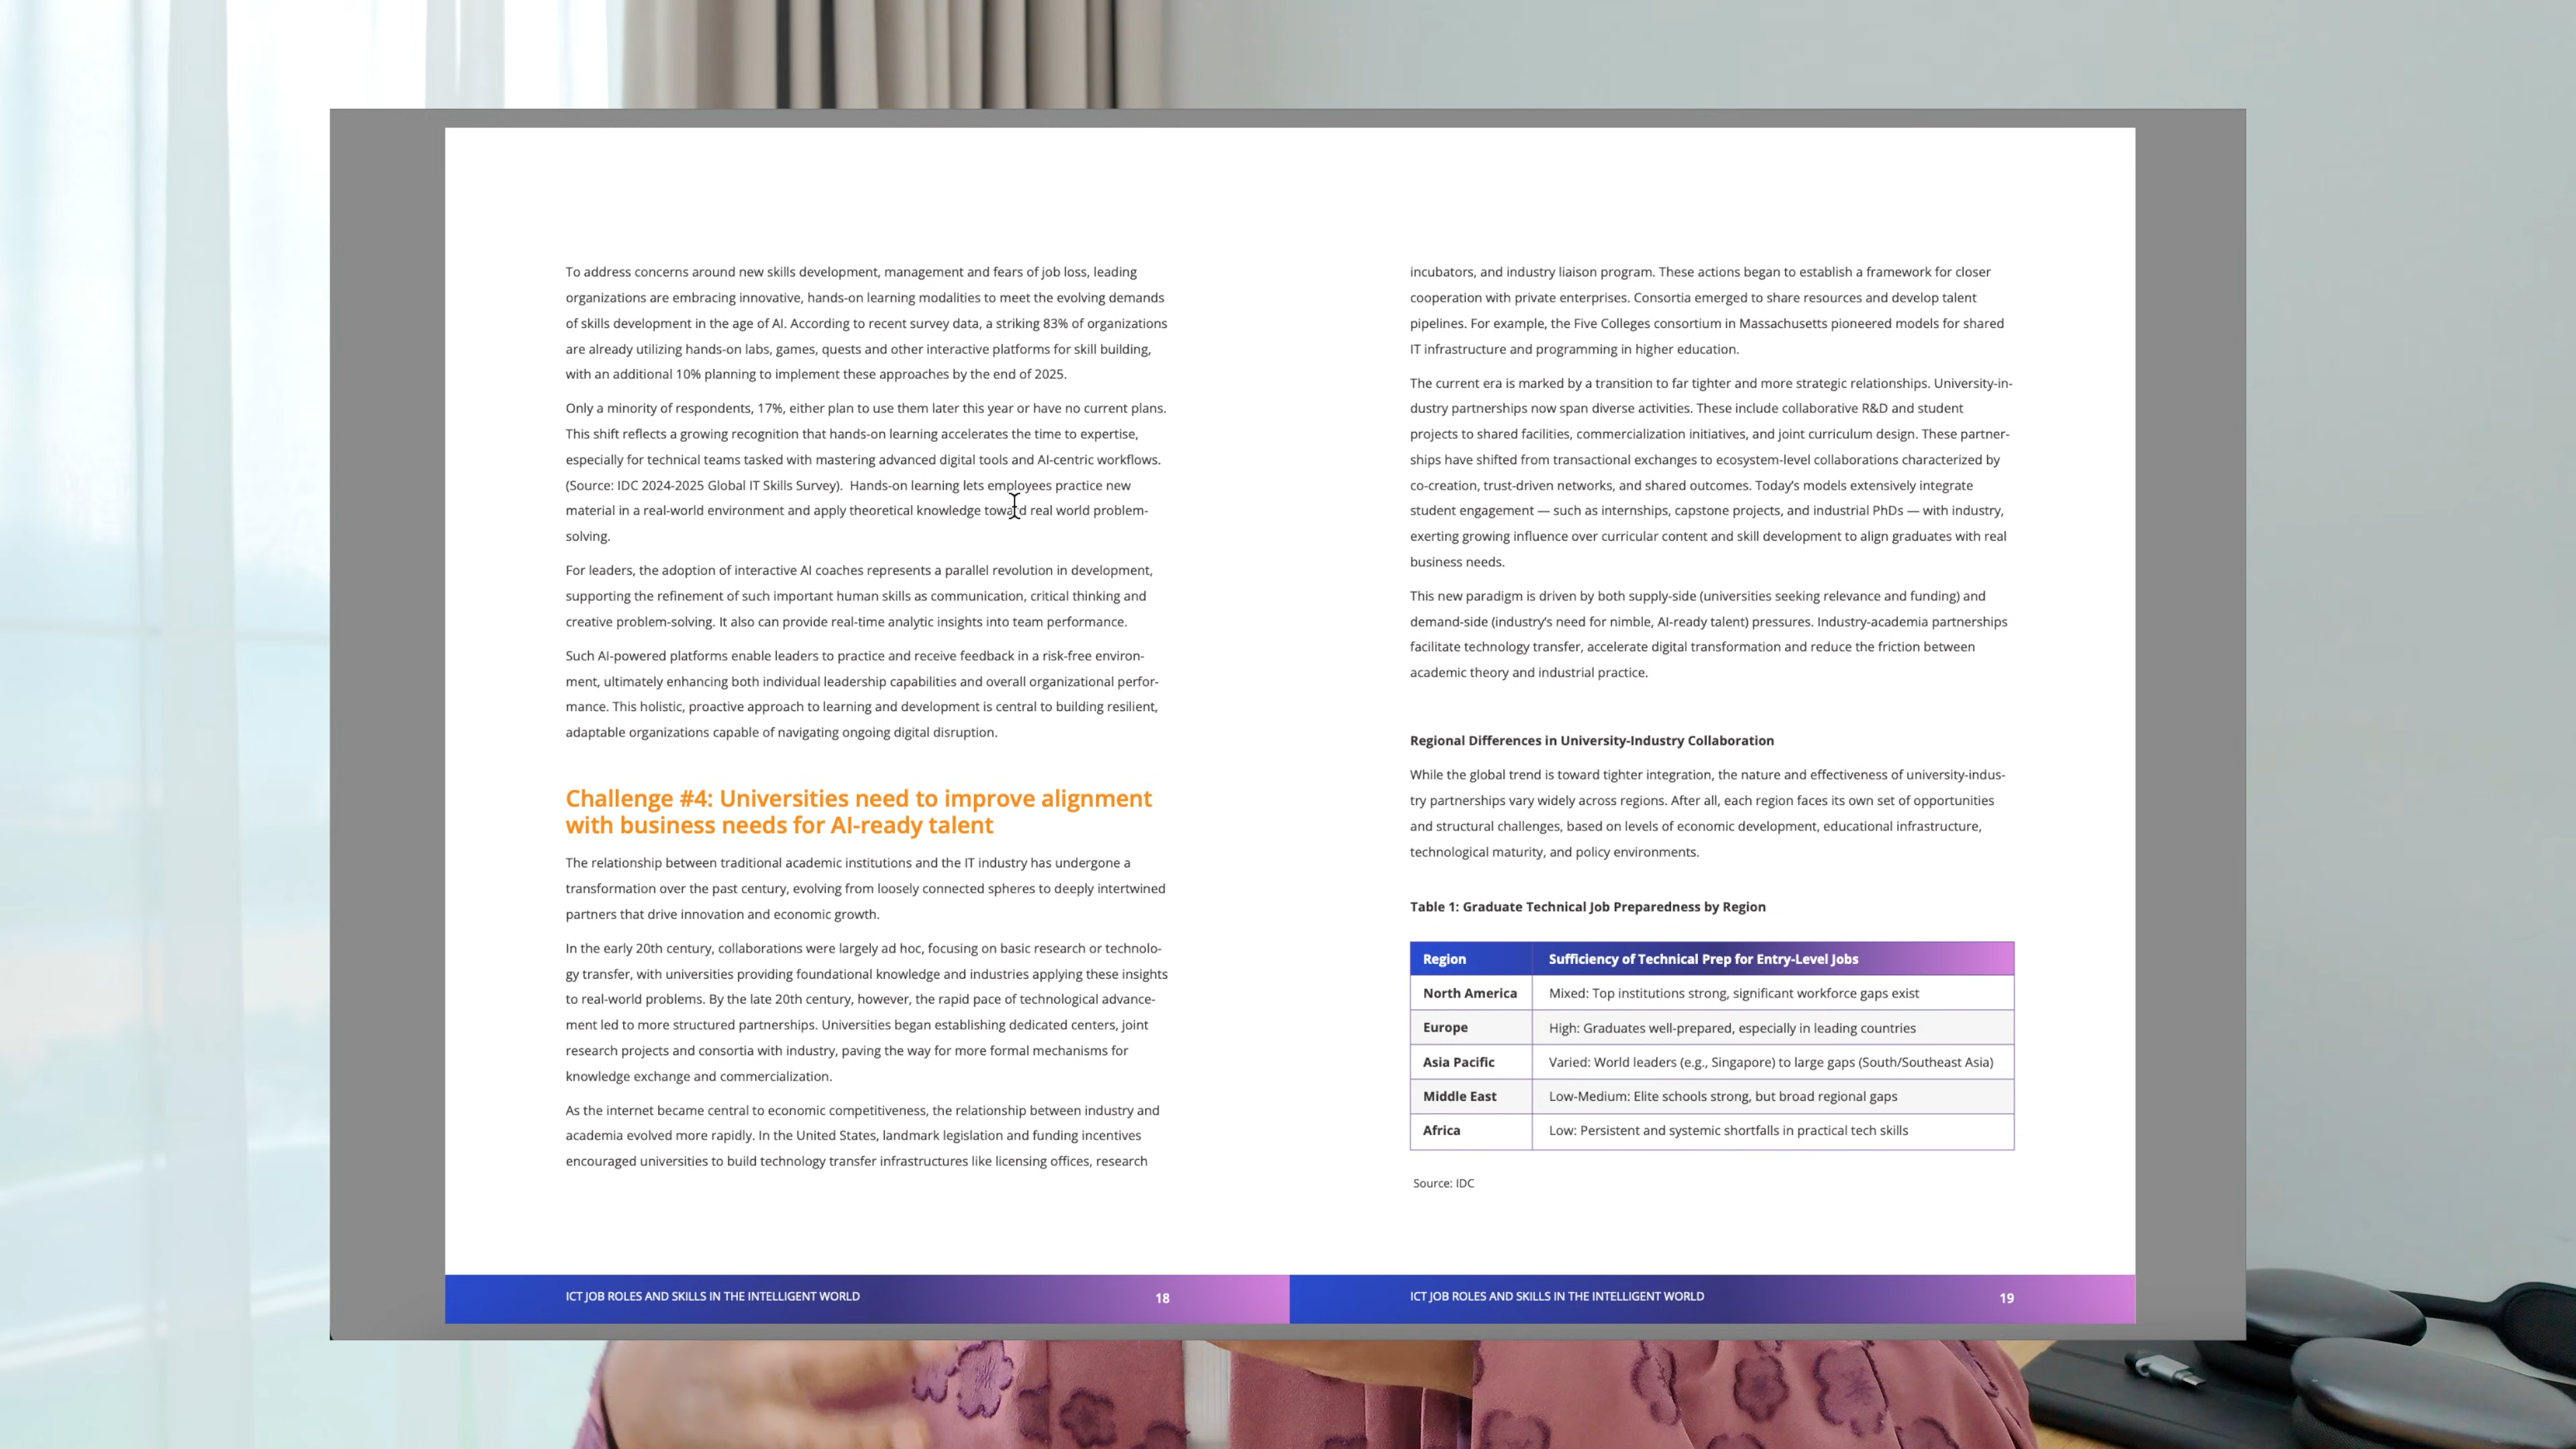 To address concerns around new skills development, management and fears of job loss, leading
organizations are embracing innovative, hands-on learning modalities to meet the evolving demands
of skills development in the age of AI. According to recent survey data, a striking 83% of organizations
are already utilizing hands-on labs, games, quests and other interactive platforms for skill building,
with an additional 10% planning to implement these approaches by the end of 2025.
Only a minority of respondents, 17%, either plan to use them later this year or have no current plans.
This shift reflects a growing recognition that hands-on learning accelerates the time to expertise,
especially for technical teams tasked with mastering advanced digital tools and AI-centric workflows.
(Source: IDC 2024-2025 Global IT Skills Survey).  Hands-on learning lets employees practice new
material in a real-world environment and apply theoretical knowledge toward real world problem-
solving.
For leaders, the adoption of interactive AI coaches represents a parallel revolution in development,
supporting the refinement of such important human skills as communication, critical thinking and
creative problem-solving. It also can provide real-time analytic insights into team performance.
Such AI-powered platforms enable leaders to practice and receive feedback in a risk-free environ-
ment, ultimately enhancing both individual leadership capabilities and overall organizational perfor-
mance. This holistic, proactive approach to learning and development is central to building resilient,
adaptable organizations capable of navigating ongoing digital disruption.
Challenge #4: Universities need to improve alignment
with business needs for AI-ready talent
The relationship between traditional academic institutions and the IT industry has undergone a
transformation over the past century, evolving from loosely connected spheres to deeply intertwined
partners that drive innovation and economic growth.
In the early 20th century, collaborations were largely ad hoc, focusing on basic research or technolo-
gy transfer, with universities providing foundational knowledge and industries applying these insights
to real-world problems. By the late 20th century, however, the rapid pace of technological advance-
ment led to more structured partnerships. Universities began establishing dedicated centers, joint
research projects and consortia with industry, paving the way for more formal mechanisms for
knowledge exchange and commercialization.
As the internet became central to economic competitiveness, the relationship between industry and
academia evolved more rapidly. In the United States, landmark legislation and funding incentives
encouraged universities to build technology transfer infrastructures like licensing offices, research
ICT JOB ROLES AND SKILLS IN THE INTELLIGENT WORLD 18
incubators, and industry liaison program. These actions began to establish a framework for closer
cooperation with private enterprises. Consortia emerged to share resources and develop talent
pipelines. For example, the Five Colleges consortium in Massachusetts pioneered models for shared
IT infrastructure and programming in higher education.
The current era is marked by a transition to far tighter and more strategic relationships. University-in-
dustry partnerships now span diverse activities. These include collaborative R&D and student
projects to shared facilities, commercialization initiatives, and joint curriculum design. These partner-
ships have shifted from transactional exchanges to ecosystem-level collaborations characterized by
co-creation, trust-driven networks, and shared outcomes. Today's models extensively integrate
student engagement — such as internships, capstone projects, and industrial PhDs — with industry,
exerting growing influence over curricular content and skill development to align graduates with real
business needs.
This new paradigm is driven by both supply-side (universities seeking relevance and funding) and
demand-side (industry's need for nimble, AI-ready talent) pressures. Industry-academia partnerships
facilitate technology transfer, accelerate digital transformation and reduce the friction between
academic theory and industrial practice.
Regional Differences in University-Industry Collaboration
While the global trend is toward tighter integration, the nature and effectiveness of university-indus-
try partnerships vary widely across regions. After all, each region faces its own set of opportunities
and structural challenges, based on levels of economic development, educational infrastructure,
technological maturity, and policy environments.
Table 1: Graduate Technical Job Preparedness by Region
Region Sufficiency of Technical Prep for Entry-Level Jobs
North America Mixed: Top institutions strong, significant workforce gaps exist
Europe High: Graduates well-prepared, especially in leading countries
Asia Pacific Varied: World leaders (e.g., Singapore) to large gaps (South/Southeast Asia)
Middle East Low-Medium: Elite schools strong, but broad regional gaps
Africa Low: Persistent and systemic shortfalls in practical tech skills
Source: IDC
ICT JOB ROLES AND SKILLS IN THE INTELLIGENT WORLD 19